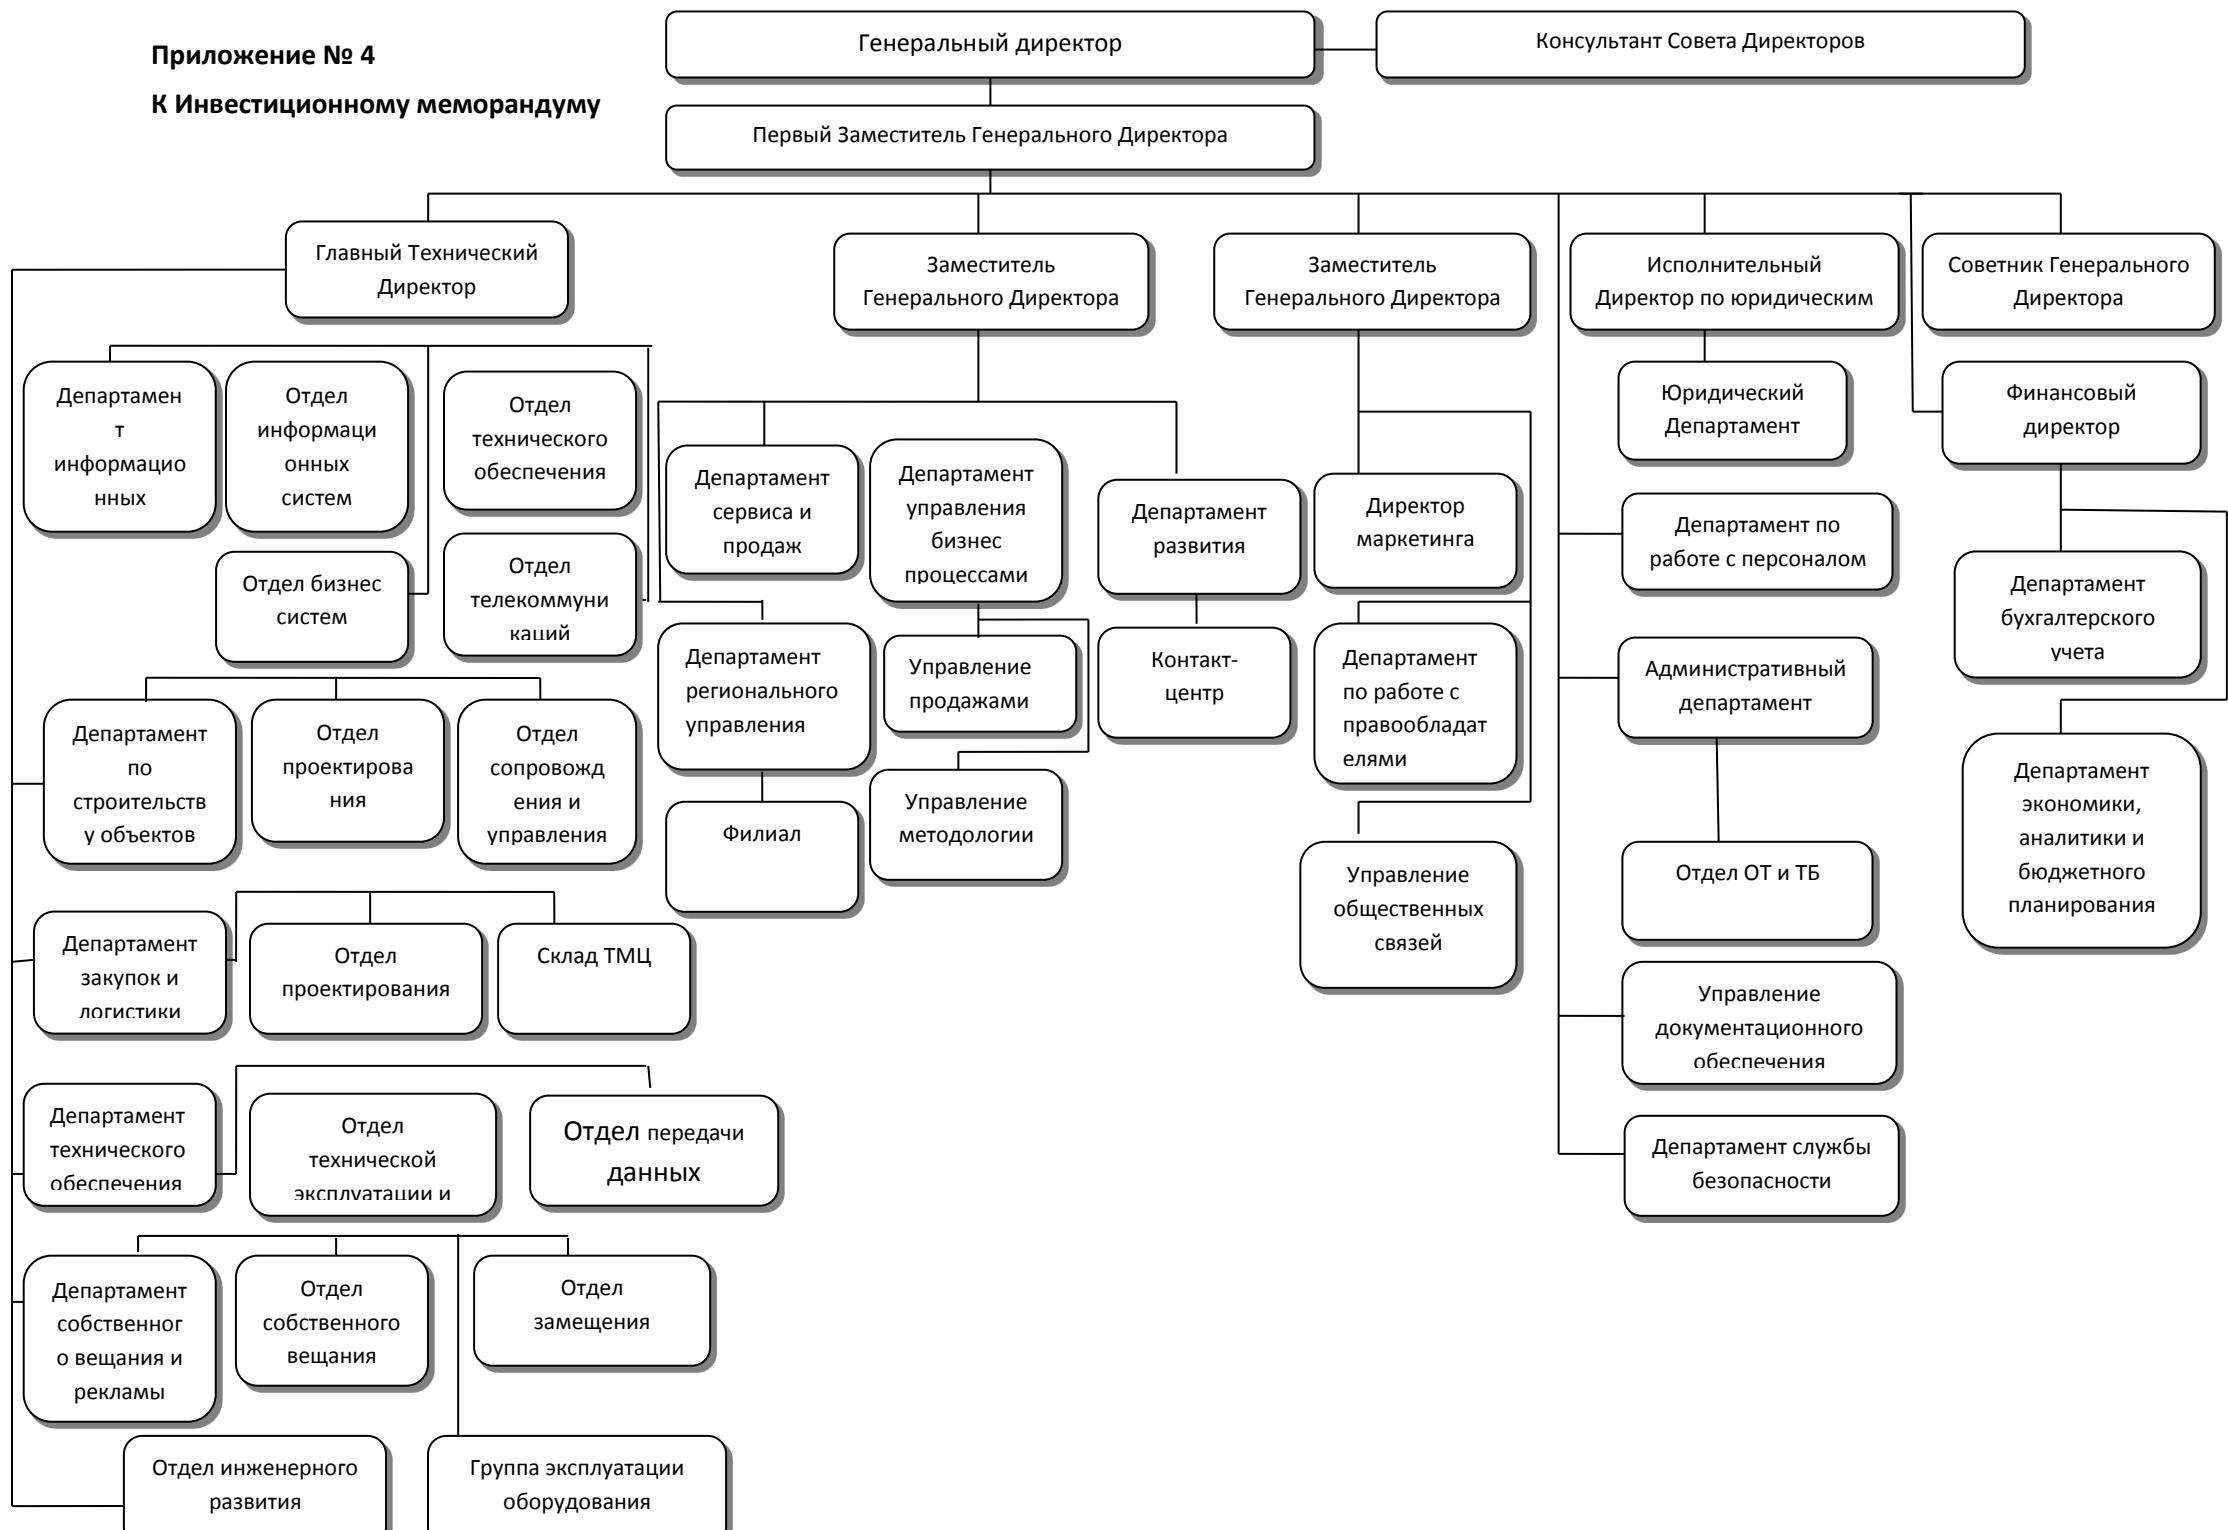 Приложение № 4
К Инвестиционному меморандуму
Генеральный директор
Консультант Совета Директоров
Первый Заместитель Генерального Директора
Главный Технический
Директор
Заместитель
Генерального Директора
Заместитель
Генерального Директора
Исполнительный
Директор по юридическим
Советник Генерального
Директора
Департамен
т
информацио
нных
Отдел
информаци
онных
систем
Отдел
технического
обеспечения
Отдел бизнес
систем
Отдел
телекоммуни
каций
Департамент
сервиса и
продаж
Департамент
управления
бизнес
процессами
Департамент
развития
Директор
маркетинга
Юридический
Департамент
Финансовый
директор
Департамент по
работе с персоналом
Департамент
бухгалтерского
учета
Департамент
регионального
управления
Управление
продажами
Контакт-
центр
Департамент
по работе с
правообладат
елями
Административный
департамент
Департамент
по
строительств
у объектов
Отдел
проектирова
ния
Отдел
сопровожд
ения и
управления
Филиал
Управление
методологии
Управление
общественных
связей
Отдел ОТ и ТБ
Департамент
экономики,
аналитики и
бюджетного
планирования
Департамент
закупок и
логистики
Отдел
проектирования
Склад ТМЦ
Управление
документационного
обеспечения
Департамент
технического
обеспечения
Отдел
технической
эксплуатации и
Отдел передачи
данных
Департамент службы
безопасности
Департамент
собственног
о вещания и
рекламы
Отдел
собственного
вещания
Отдел
замещения
Отдел инженерного
развития
Группа эксплуатации
оборудования